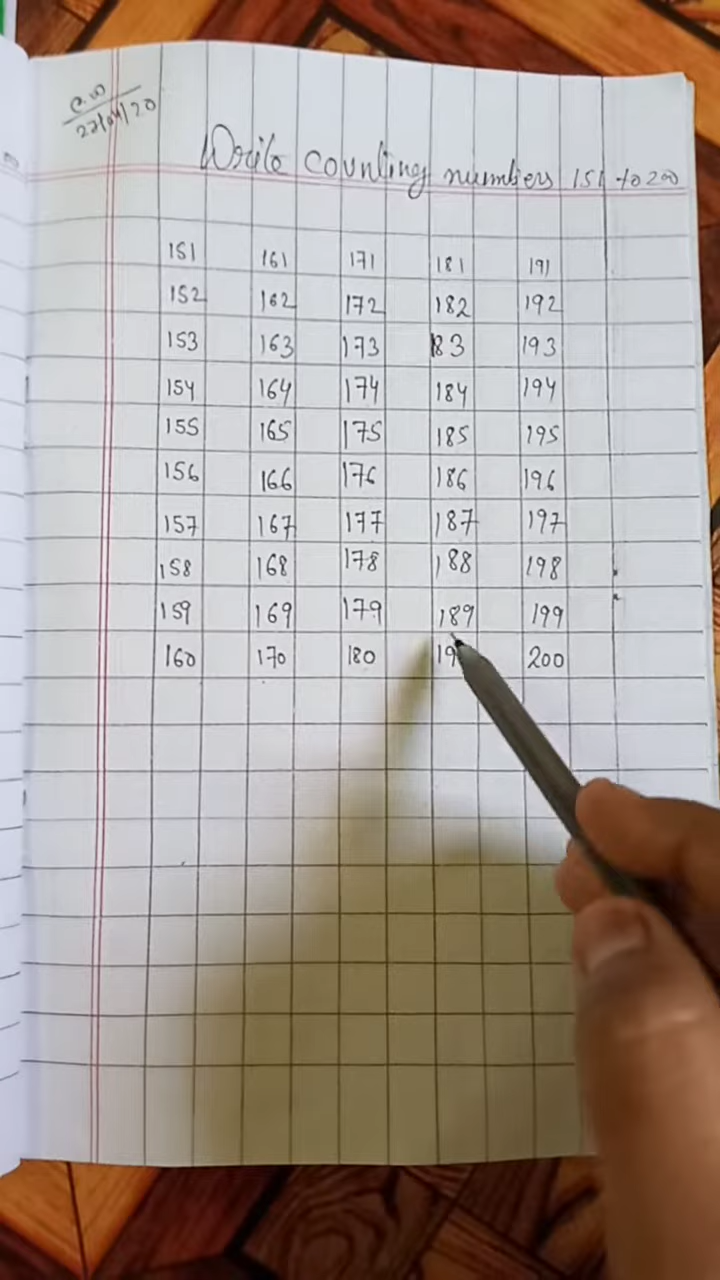 C.W
22/04/20
Write counting numbers 151 to 200
151 161 171 181 191
152 162 172 182 192
153 163 173 183 193
154 164 174 184 194
155 165 175 185 195
156 166 176 186 196
157 167 177 187 197
158 168 178 188 198
159 169 179 189 199
160 170 180 19 200